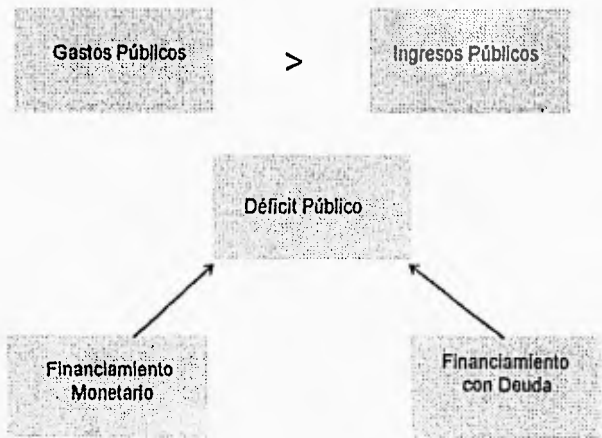 Gastos Públicos
>
Ingresos Públicos
Déficit Público
Financiamiento
Monetario
Financiamiento
con Deuda